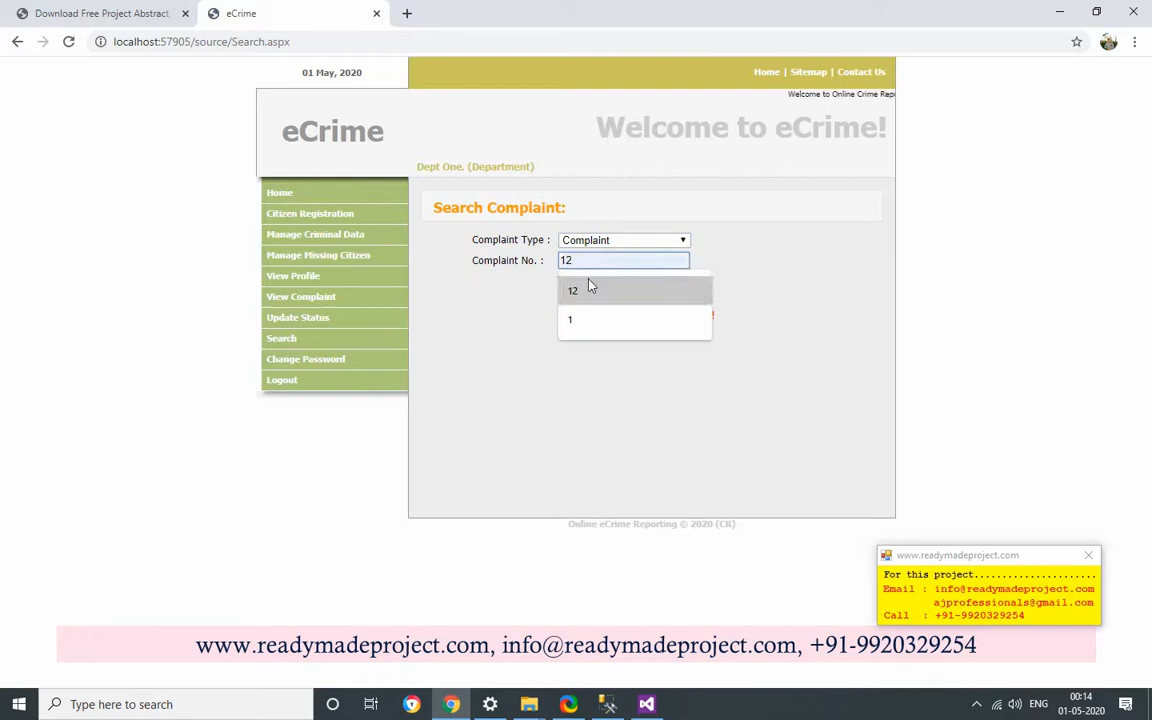 Download Free Project Abstract,
eCrime
localhost:57905/source/Search.aspx
01 May, 2020
Home | Sitemap | Contact Us
Welcome to Online Crime Rep
eCrime
Welcome to eCrime!
Dept One. (Department)
Home
Citizen Registration
Manage Criminal Data
Manage Missing Citizen
View Profile
View Complaint
Update Status
Search
Change Password
Logout
Search Complaint:
Complaint Type :
Complaint
Complaint No. :
12
12
1
!
Online eCrime Reporting © 2020 (CR)
www.readymadeproject.com
For this project......................
Email : info@readymadeproject.com
ajprofessionals@gmail.com
Call : +91-9920329254
www.readymadeproject.com, info@readymadeproject.com, +91-9920329254
Type here to search
ENG
00:14
01-05-2020